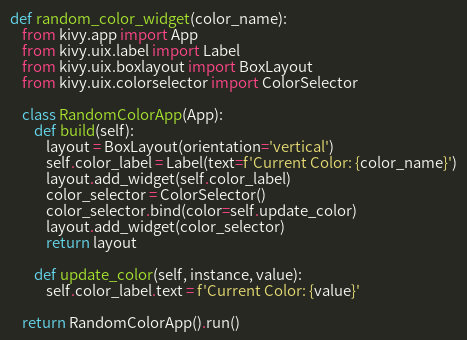 def random_color_widget(color_name):
from kivy.app import App
from kivy.uix.label import Label
from kivy.uix.boxlayout import BoxLayout
from kivy.uix.colorselector import ColorSelector
class RandomColorApp(App):
def build(self):
layout = BoxLayout(orientation='vertical')
self.color_label = Label(text=f'Current Color: {color_name}')
layout.add_widget(self.color_label)
color_selector = ColorSelector()
color_selector.bind(color=self.update_color)
layout.add_widget(color_selector)
return layout
def update_color(self, instance, value):
self.color_label.text = f'Current Color: {value}'
return RandomColorApp().run()